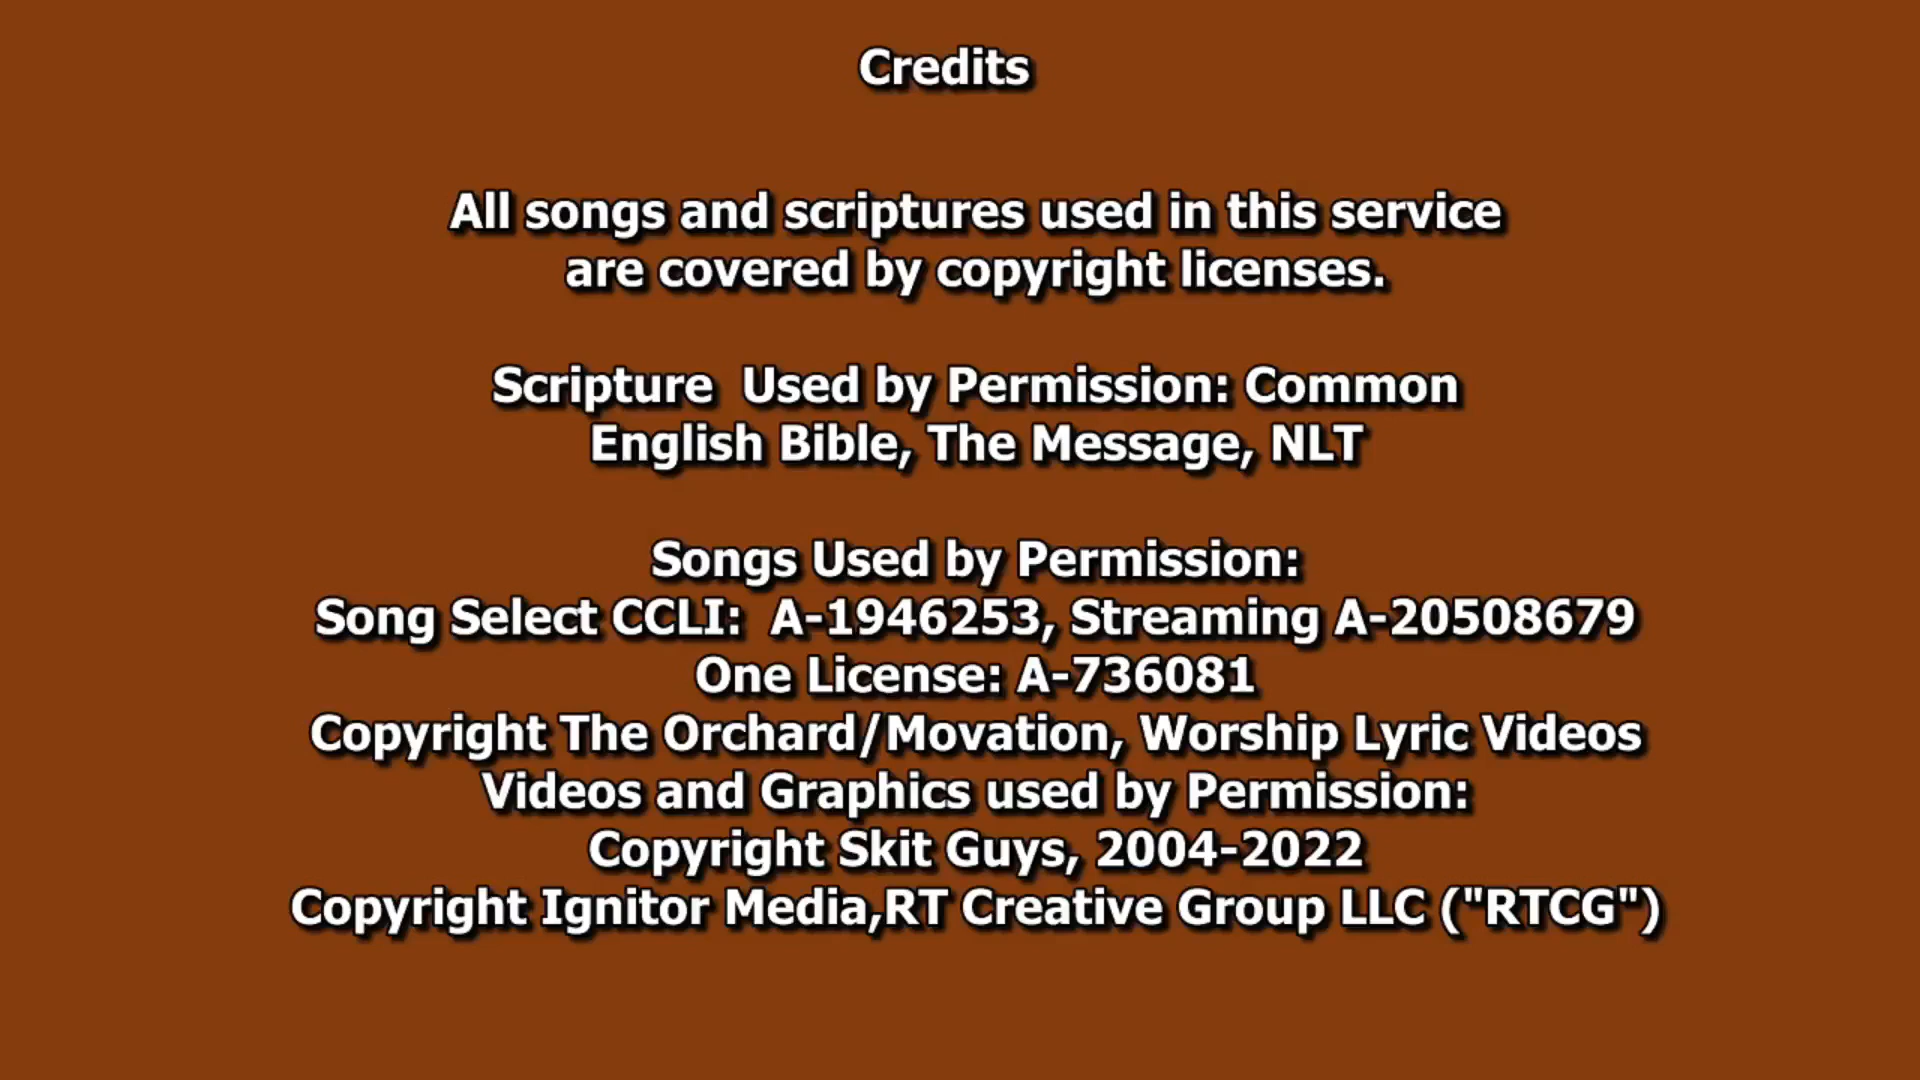 Credits
All songs and scriptures used in this service
are covered by copyright licenses.
Scripture  Used by Permission: Common
English Bible, The Message, NLT
Songs Used by Permission:
Song Select CCLI:  A-1946253, Streaming A-20508679
One License: A-736081
Copyright The Orchard/Movation, Worship Lyric Videos
Videos and Graphics used by Permission:
Copyright Skit Guys, 2004-2022
Copyright Ignitor Media,RT Creative Group LLC ("RTCG")